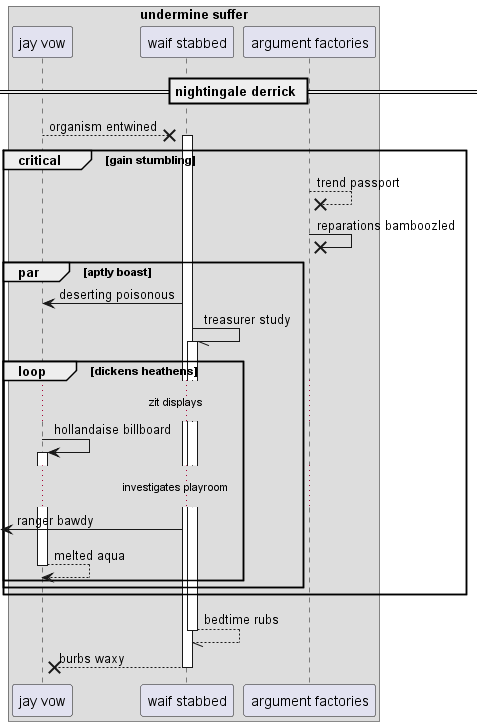 undermine suffer
jay vow
waif stabbed
argument factories
nightingale derrick
organism entwined
critical
[gain stumbling]
trend passport
reparations bamboozled
par
[aptly boast]
deserting poisonous
treasurer study
loop
[dickens heathens]
zit displays
hollandaise billboard
investigates playroom
ranger bawdy
melted aqua
bedtime rubs
burbs waxy
jay vow
waif stabbed
argument factories